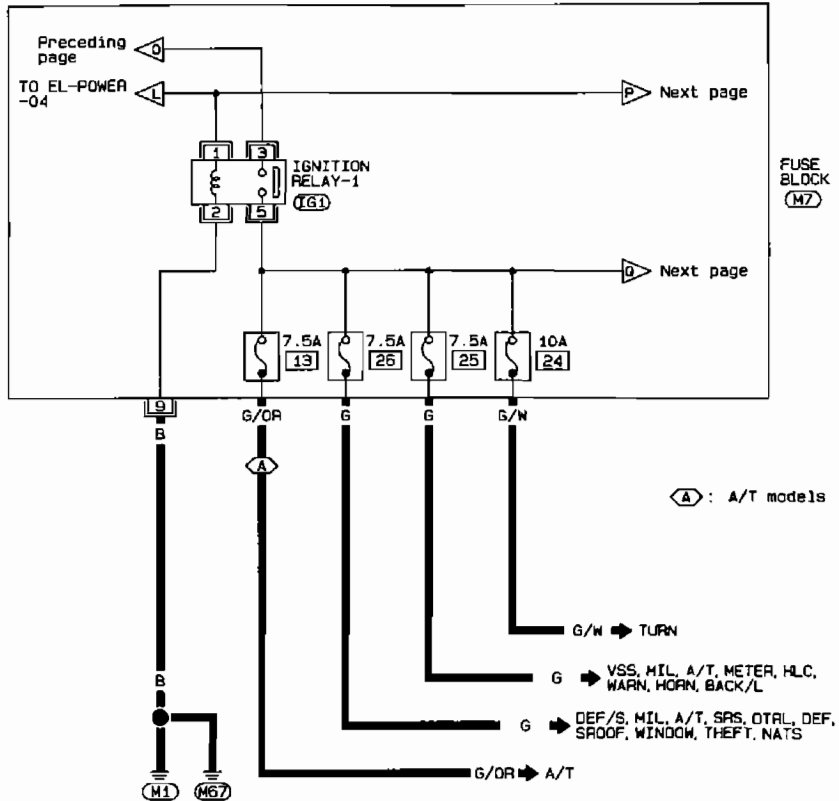 Preceding page
O
TO EL-POWER -04
L
P
Next page
1
3
IGNITION RELAY-1
IG1
2
5
FUSE BLOCK
M7
Q
Next page
7.5A
13
7.5A
26
7.5A
25
10A
24
9
G/OR
G
G
G/W
B
A
A : A/T models
G/W
TURN
B
G
VSS, MIL, A/T, METER, HLC,
WARN, HORN, BACK/L
G
DEF/S, MIL, A/T, SRS, DTRL, DEF,
SROOF, WINDOW, THEFT, NATS
G/OR
A/T
M1
M67